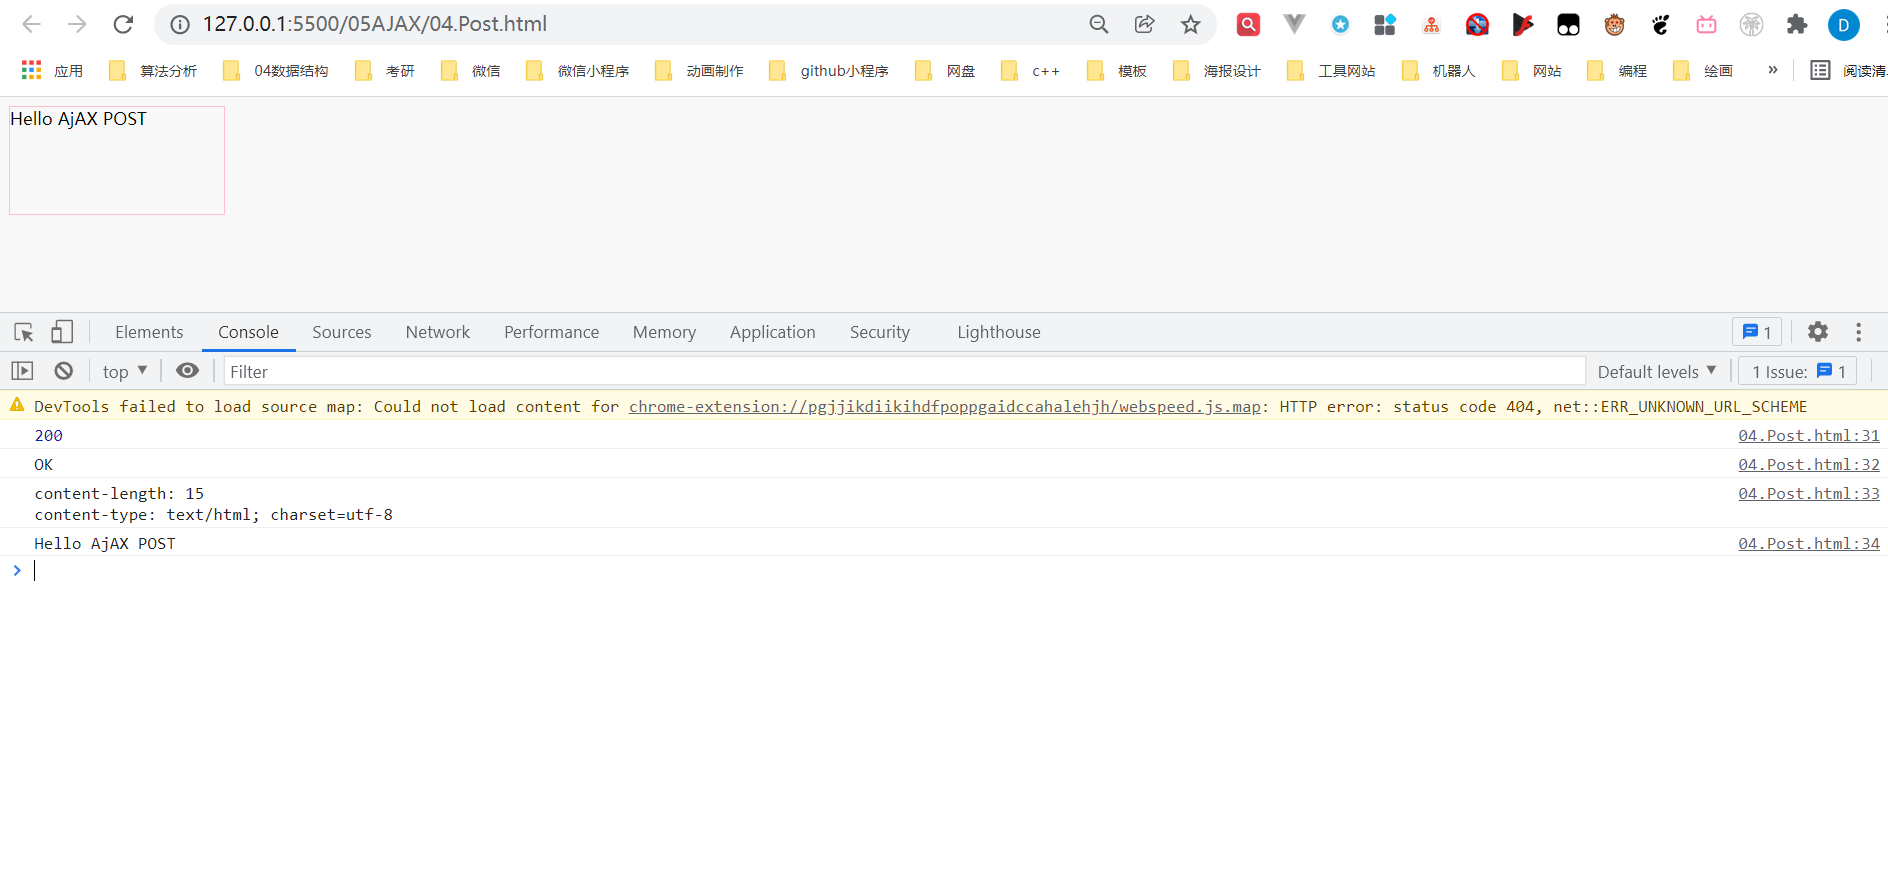 127.0.0.1:5500/05AJAX/04.Post.html
D
应用 算法分析 04数据结构 考研 微信 微信小程序 动画制作 github小程序 网盘 c++ 模板 海报设计 工具网站 机器人 网站 编程 绘画 » 阅读清
Hello AjAX POST
Elements Console Sources Network Performance Memory Application Security Lighthouse 1
top Filter Default levels 1 Issue: 1
DevTools failed to load source map: Could not load content for chrome-extension://pgjjikdiikihdfpoppgaidccahalehjh/webspeed.js.map: HTTP error: status code 404, net::ERR_UNKNOWN_URL_SCHEME
200 04.Post.html:31
OK 04.Post.html:32
content-length: 15 04.Post.html:33
content-type: text/html; charset=utf-8
Hello AjAX POST 04.Post.html:34